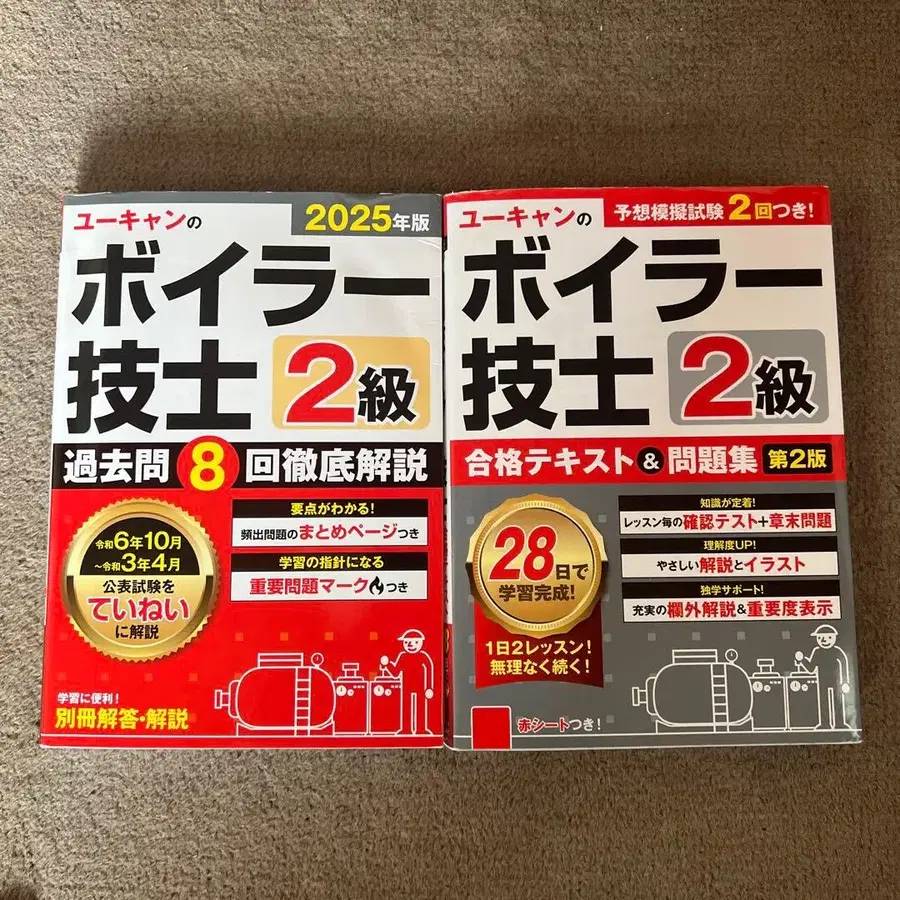 ユーキャンの
2025年版
ボイラー
技士 2級
過去問8回徹底解説
令和6年10月
～令和3年4月
公表試験を
ていねい
に解説
要点がわかる!
頻出問題のまとめページつき
学習の指針になる
重要問題マークつき
学習に便利!
別冊解答・解説
ユーキャンの
予想模擬試験2回つき!
ボイラー
技士 2級
合格テキスト&問題集 第2版
28日で
学習完成!
1日2レッスン!
無理なく続く!
知識が定着!
レッスン毎の確認テスト+章末問題
理解度UP!
やさしい解説とイラスト
独学サポート!
充実の欄外解説&重要度表示
赤シートつき!